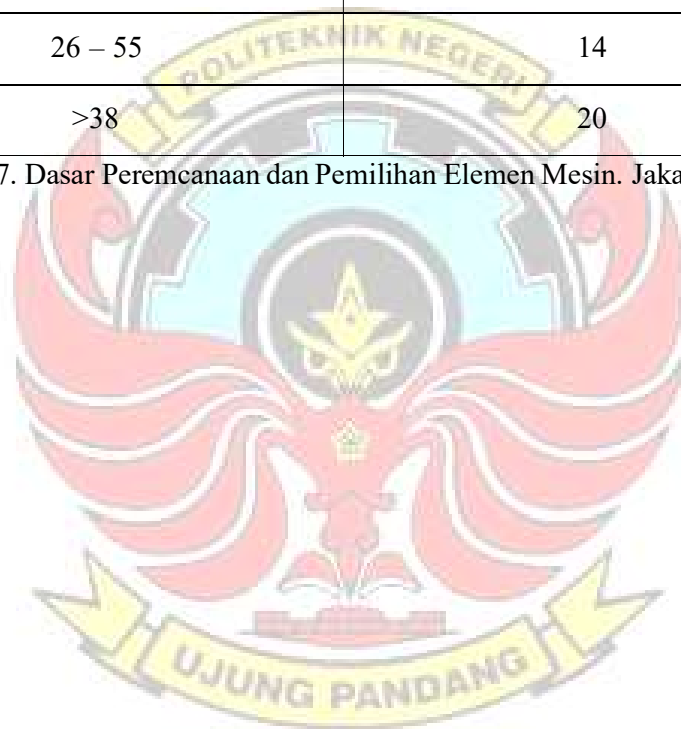 26 – 55 14
>38 20
7. Dasar Peremcanaan dan Pemilihan Elemen Mesin. Jaka
POLITEKNIK NEGERI
UJUNG PANDANG